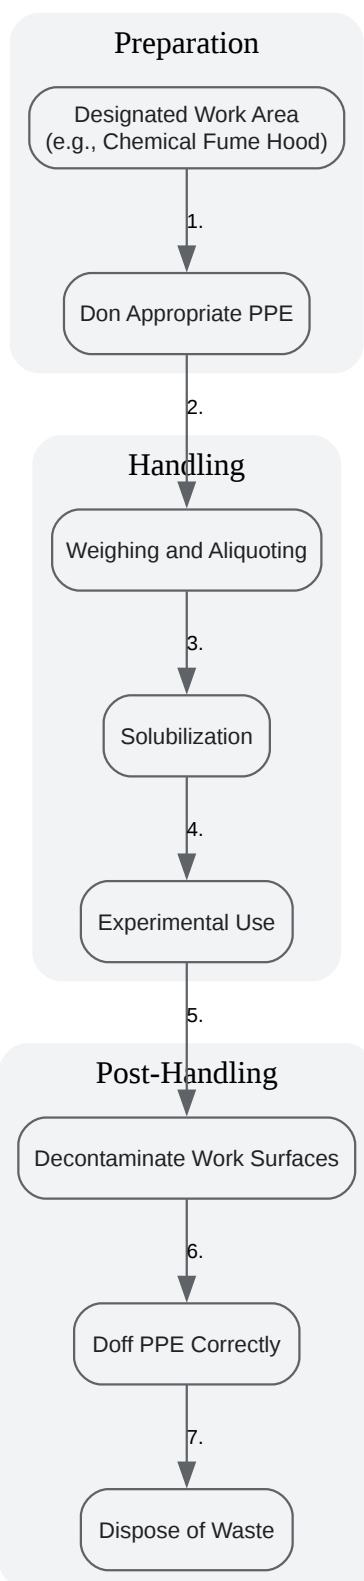 Preparation
Designated Work Area
(e.g., Chemical Fume Hood)
1.
Don Appropriate PPE
2.
Handling
Weighing and Aliquoting
3.
Solubilization
4.
Experimental Use
5.
Post-Handling
Decontaminate Work Surfaces
6.
Doff PPE Correctly
7.
Dispose of Waste